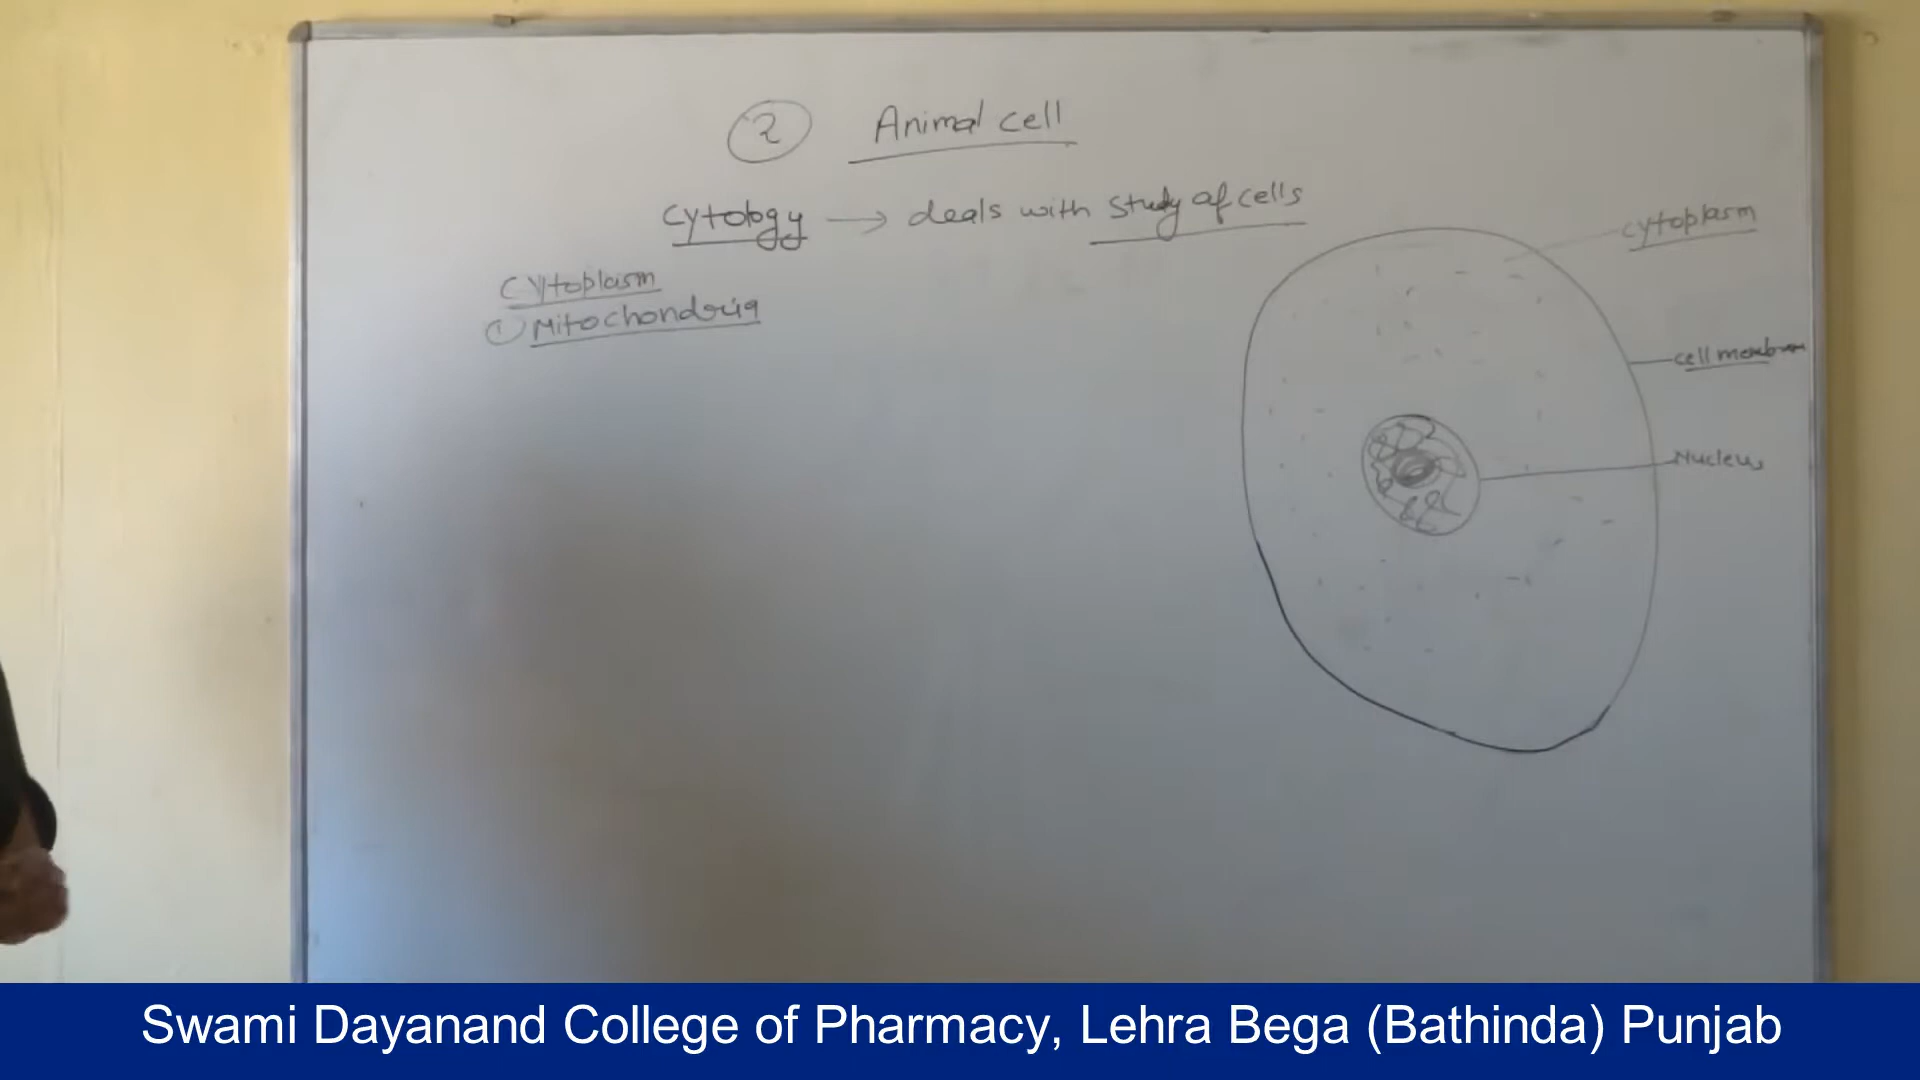 2 Animal cell
Cytology → deals with study of cells
Cytoplasm
① Mitochondria
cytoplasm
cell membrane
Nucleus
Swami Dayanand College of Pharmacy, Lehra Bega (Bathinda) Punjab